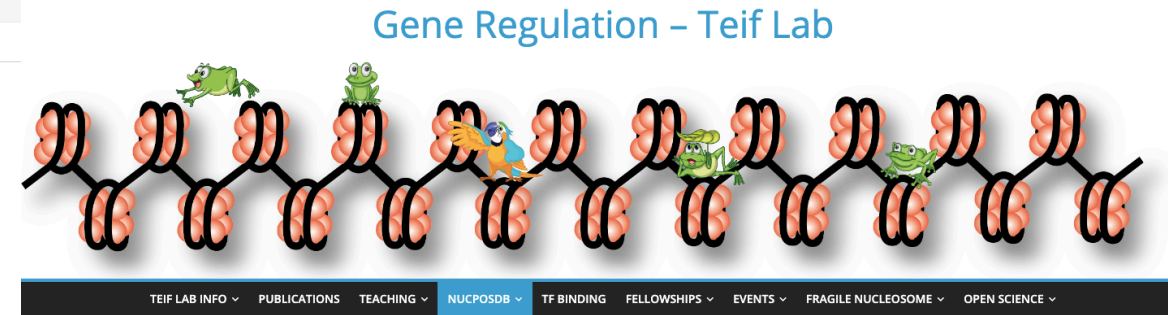 Gene Regulation – Teif Lab
TEIF LAB INFO PUBLICATIONS TEACHING NUCPOSDB TF BINDING FELLOWSHIPS EVENTS FRAGILE NUCLEOSOME OPEN SCIENCE